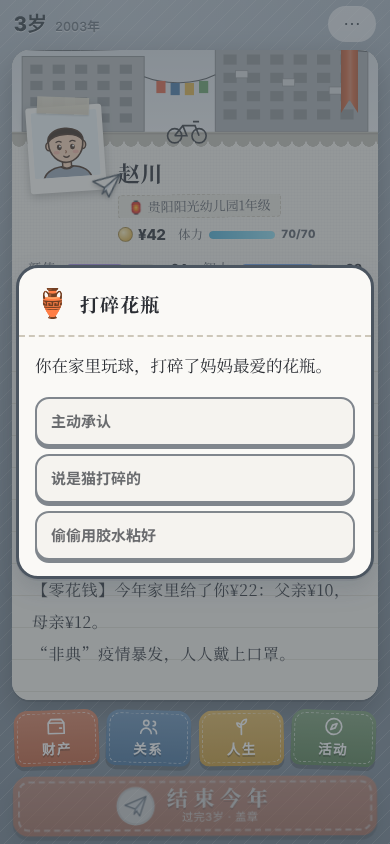 3岁 2003年
赵川
贵阳阳光幼儿园1年级
¥42 体力 70/70
打碎花瓶
你在家里玩球，打碎了妈妈最爱的花瓶。
主动承认
说是猫打碎的
偷偷用胶水粘好
【零花钱】今年家里给了你¥22：父亲¥10，
母亲¥12。
“非典”疫情暴发，人人戴上口罩。
财产 关系 人生 活动
结束今年
过完3岁 · 盖章